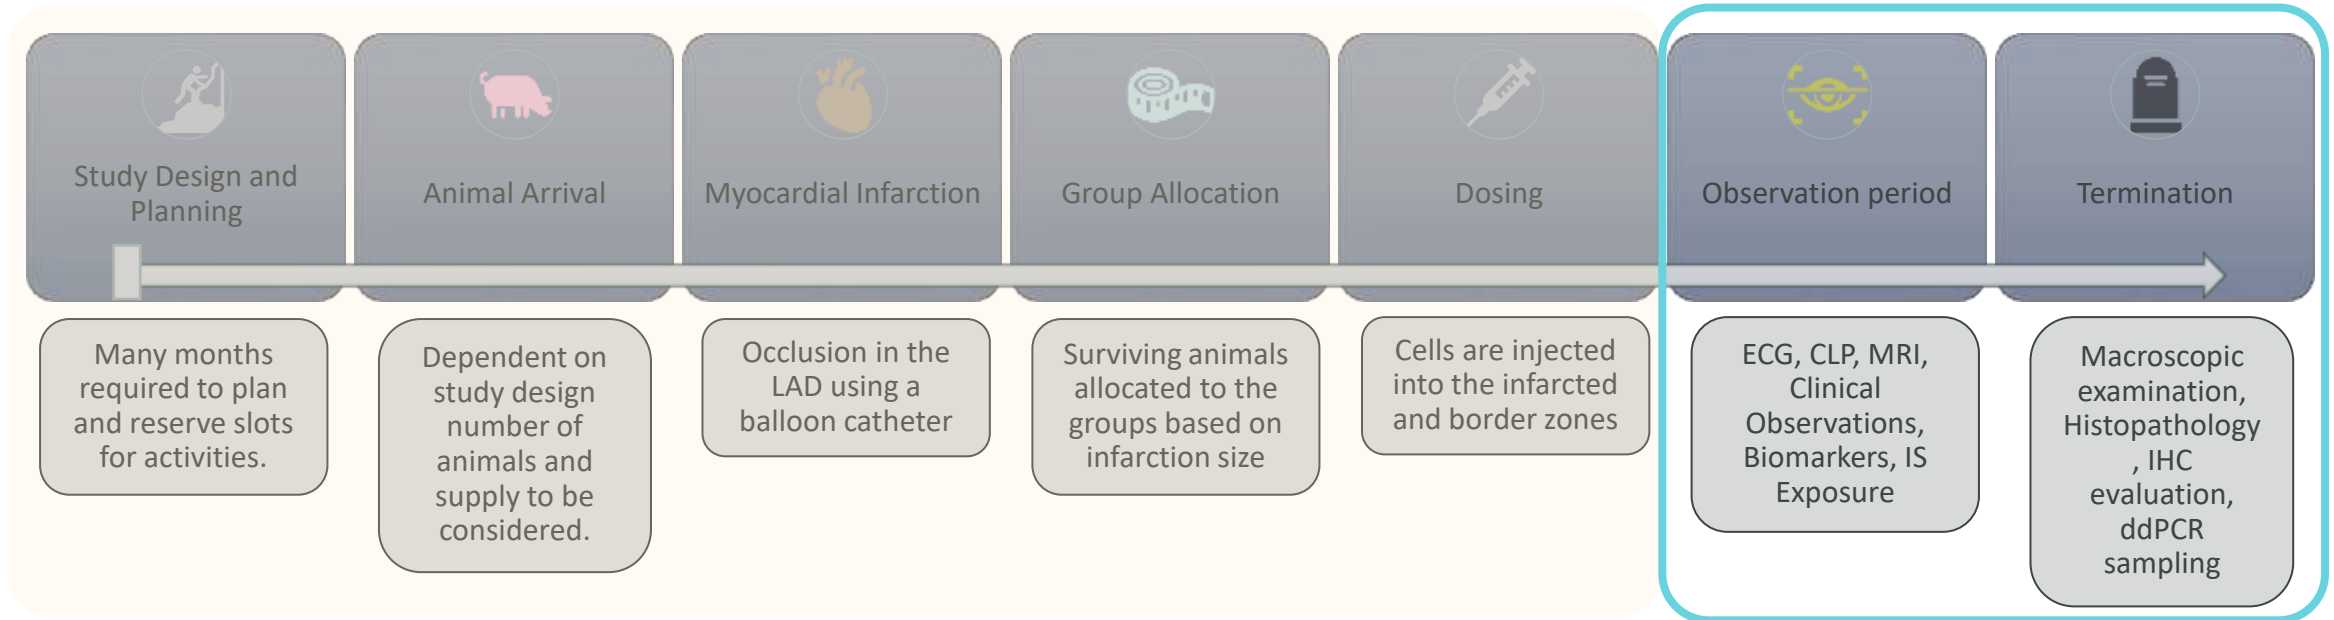 Study Design and
Planning
Animal Arrival
Myocardial Infarction
Group Allocation
Dosing
Observation period
Termination
Many months
required to plan
and reserve slots
for activities.
Dependent on
study design
number of
animals and
supply to be
considered.
Occlusion in the
LAD using a
balloon catheter
Surviving animals
allocated to the
groups based on
infarction size
Cells are injected
into the infarcted
and border zones
ECG, CLP, MRI,
Clinical
Observations,
Biomarkers, IS
Exposure
Macroscopic
examination,
Histopathology
, IHC
evaluation,
ddPCR
sampling